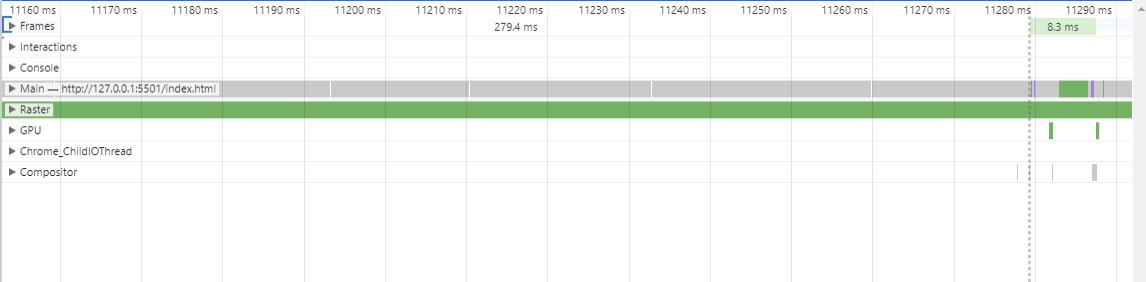 11160 ms 11170 ms 11180 ms 11190 ms 11200 ms 11210 ms 11220 ms 11230 ms 11240 ms 11250 ms 11260 ms 11270 ms 11280 ms 11290 ms
Frames 279.4 ms 8.3 ms
Interactions
Console
Main — http://127.0.0.1:5501/index.html
Raster
GPU
Chrome_ChildIOThread
Compositor